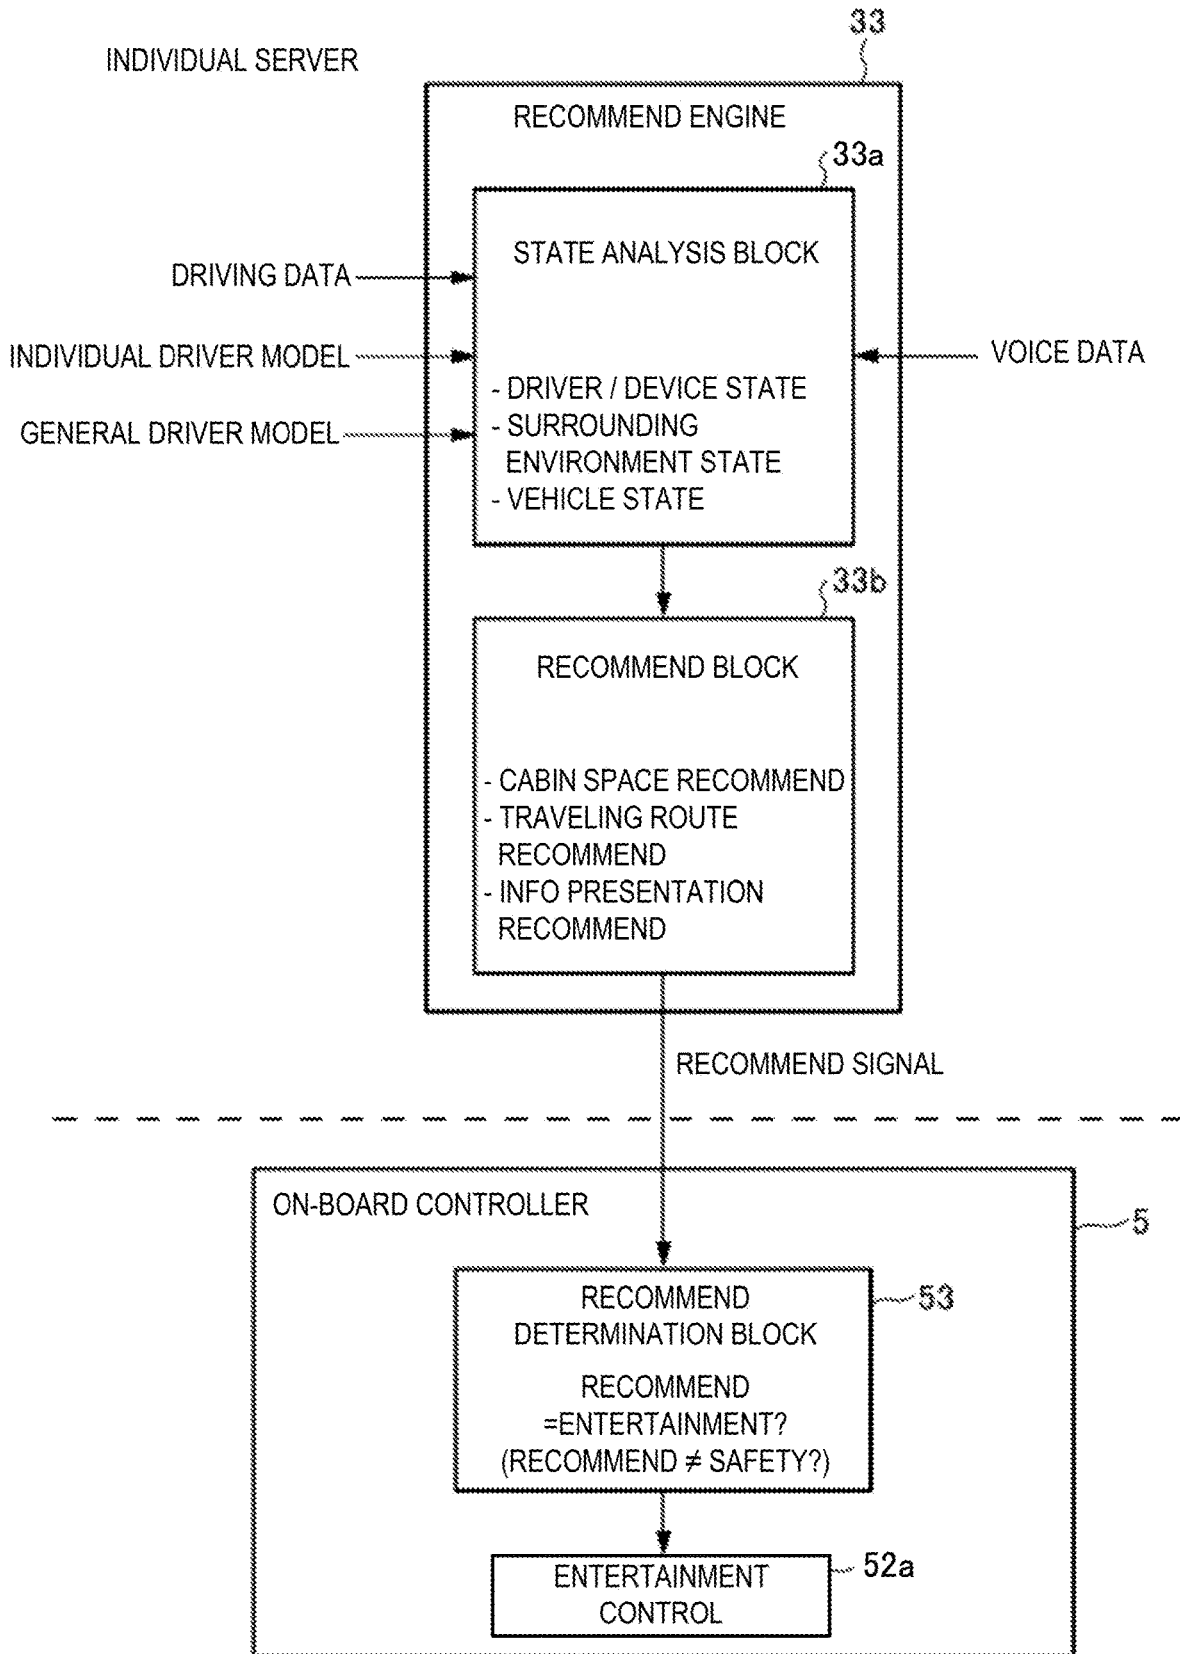 33
INDIVIDUAL SERVER
RECOMMEND ENGINE
33a
STATE ANALYSIS BLOCK
DRIVING DATA
INDIVIDUAL DRIVER MODEL
VOICE DATA
- DRIVER / DEVICE STATE
GENERAL DRIVER MODEL
- SURROUNDING
ENVIRONMENT STATE
- VEHICLE STATE
33b
RECOMMEND BLOCK
- CABIN SPACE RECOMMEND
- TRAVELING ROUTE
RECOMMEND
- INFO PRESENTATION
RECOMMEND
RECOMMEND SIGNAL
ON-BOARD CONTROLLER
5
RECOMMEND
53
DETERMINATION BLOCK
RECOMMEND
=ENTERTAINMENT?
(RECOMMEND ≠ SAFETY?)
52a
ENTERTAINMENT
CONTROL